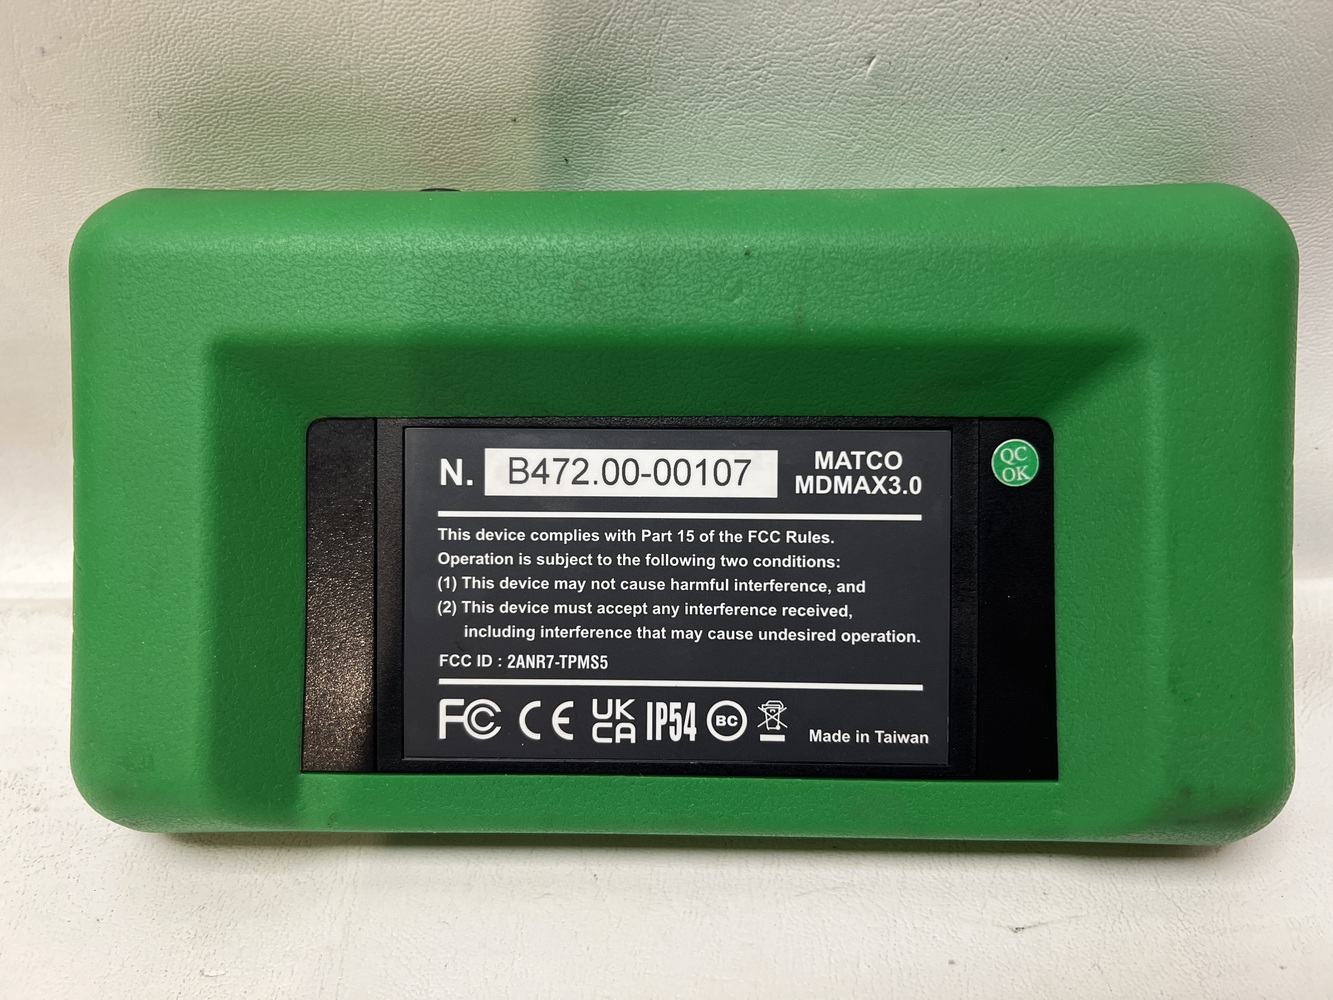 N. B472.00-00107
MATCO
MDMAX3.0
QC
OK
This device complies with Part 15 of the FCC Rules.
Operation is subject to the following two conditions:
(1) This device may not cause harmful interference, and
(2) This device must accept any interference received,
including interference that may cause undesired operation.
FCC ID : 2ANR7-TPMS5
FC CE UKCA IP54 BC
Made in Taiwan